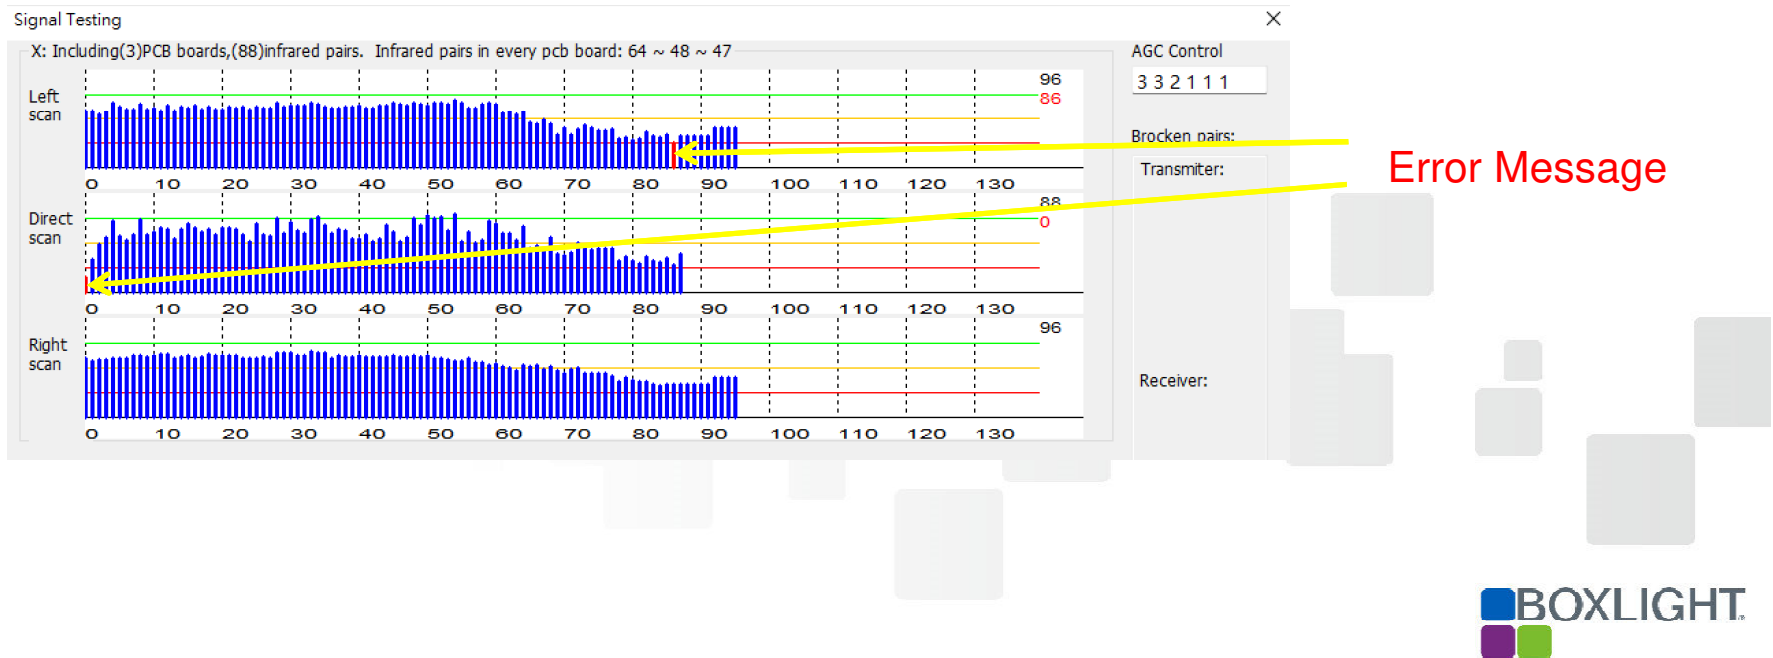 Signal Testing
X: Including(3)PCB boards,(88)infrared pairs. Infrared pairs in every pcb board: 64 ~ 48 ~ 47
AGC Control
3 3 2 1 1 1
Left
scan
96
86
0 10 20 30 40 50 60 70 80 90 100 110 120 130
Brocken pairs:
Transmiter:
Error Message
Direct
scan
88
0
0 10 20 30 40 50 60 70 80 90 100 110 120 130
Right
scan
96
0 10 20 30 40 50 60 70 80 90 100 110 120 130
Receiver:
BOXLIGHT